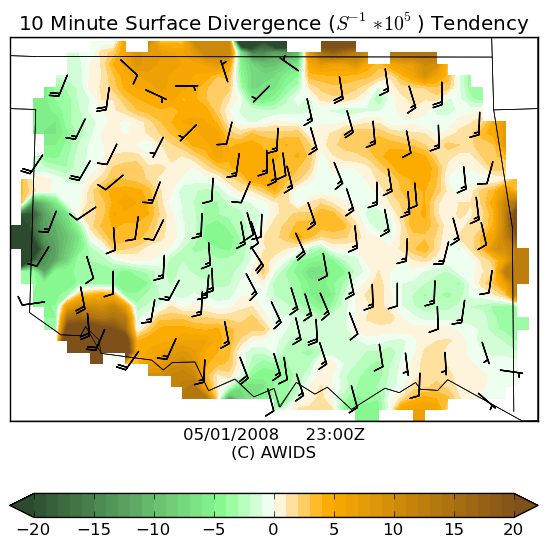 10 Minute Surface Divergence (S⁻¹ *10⁵ ) Tendency
05/01/2008 23:00Z
(C) AWIDS
−20 −15 −10 −5 0 5 10 15 20